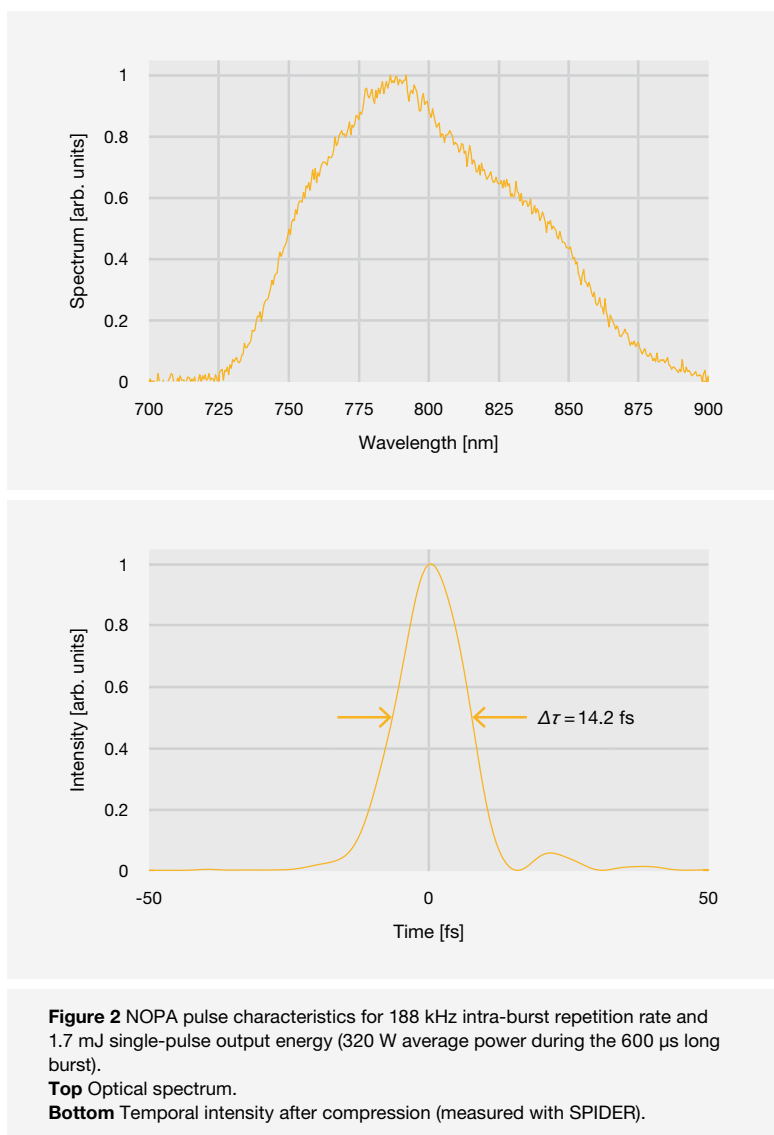 1
0.8
0.6
0.4
0.2
0
Spectrum [arb. units]
700 725 750 775 800 825 850 875 900
Wavelength [nm]
1
0.8
0.6
0.4
0.2
0
Intensity [arb. units]
Δτ = 14.2 fs
-50 0 50
Time [fs]
Figure 2 NOPA pulse characteristics for 188 kHz intra-burst repetition rate and
1.7 mJ single-pulse output energy (320 W average power during the 600 µs long
burst).
Top Optical spectrum.
Bottom Temporal intensity after compression (measured with SPIDER).